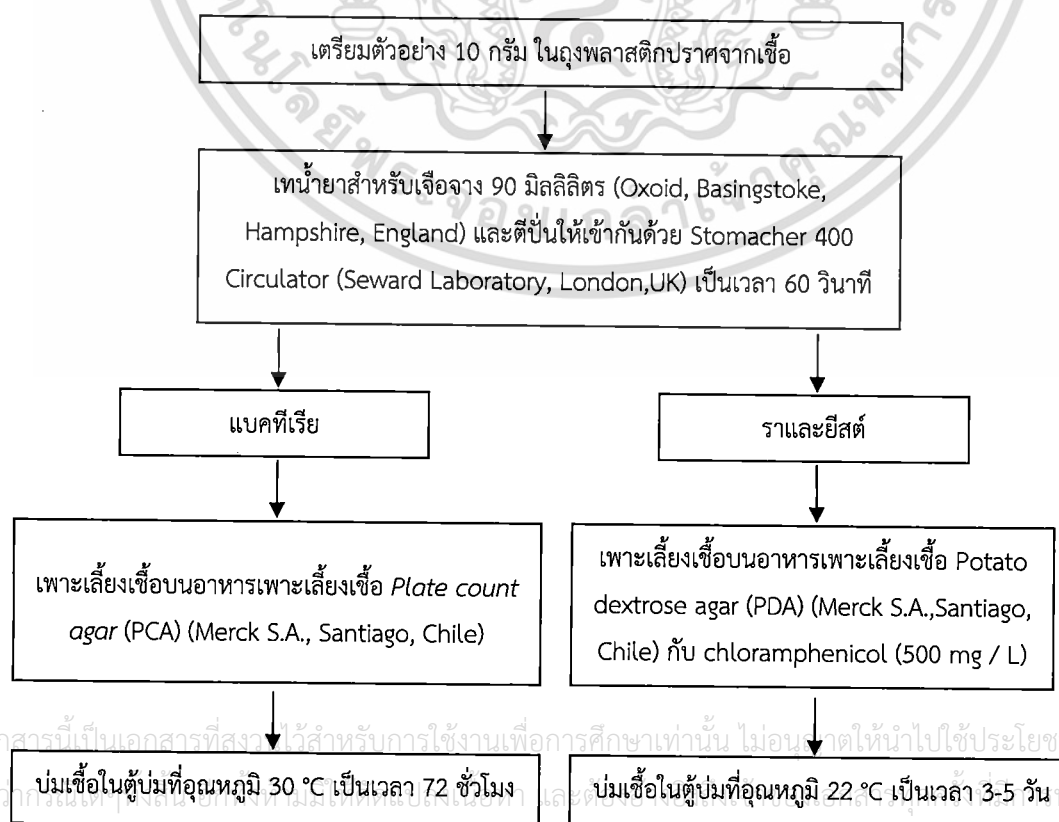 เตรียมตัวอย่าง 10 กรัม ในถุงพลาสติกปราศจากเชื้อ
เทน้ำยาสำหรับเจือจาง 90 มิลลิลิตร (Oxoid, Basingstoke,
Hampshire, England) และตีปั่นให้เข้ากันด้วย Stomacher 400
Circulator (Seward Laboratory, London,UK) เป็นเวลา 60 วินาที
แบคทีเรีย
ราและยีสต์
เพาะเลี้ยงเชื้อบนอาหารเพาะเลี้ยงเชื้อ Plate count
agar (PCA) (Merck S.A., Santiago, Chile)
เพาะเลี้ยงเชื้อบนอาหารเพาะเลี้ยงเชื้อ Potato
dextrose agar (PDA) (Merck S.A.,Santiago,
Chile) กับ chloramphenicol (500 mg / L)
สารนี้เป็นเอกสารที่สงวนไว้สำหรับการใช้งานเพื่อการศึกษาเท่านั้น ไม่อนุญาตให้นำไปใช้ประโยช
บ่มเชื้อในตู้บ่มที่อุณหภูมิ 30 °C เป็นเวลา 72 ชั่วโมง
บ่มเชื้อในตู้บ่มที่อุณหภูมิ 22 °C เป็นเวลา 3-5 วัน